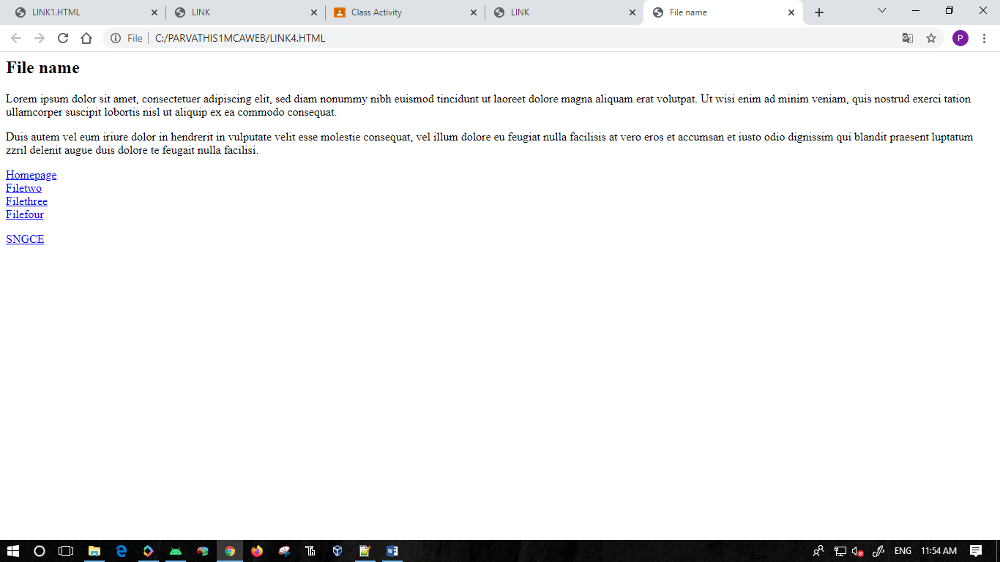 LINK1.HTML
LINK
Class Activity
LINK
File name
File
C:/PARVATHIS1MCAWEB/LINK4.HTML
P
File name
Lorem ipsum dolor sit amet, consectetuer adipiscing elit, sed diam nonummy nibh euismod tincidunt ut laoreet dolore magna aliquam erat volutpat. Ut wisi enim ad minim veniam, quis nostrud exerci tation
ullamcorper suscipit lobortis nisl ut aliquip ex ea commodo consequat.
Duis autem vel eum iriure dolor in hendrerit in vulputate velit esse molestie consequat, vel illum dolore eu feugiat nulla facilisis at vero eros et accumsan et iusto odio dignissim qui blandit praesent luptatum
zzril delenit augue duis dolore te feugait nulla facilisi.
Homepage
Filetwo
Filethree
Filefour
SNGCE
ENG
11:54 AM